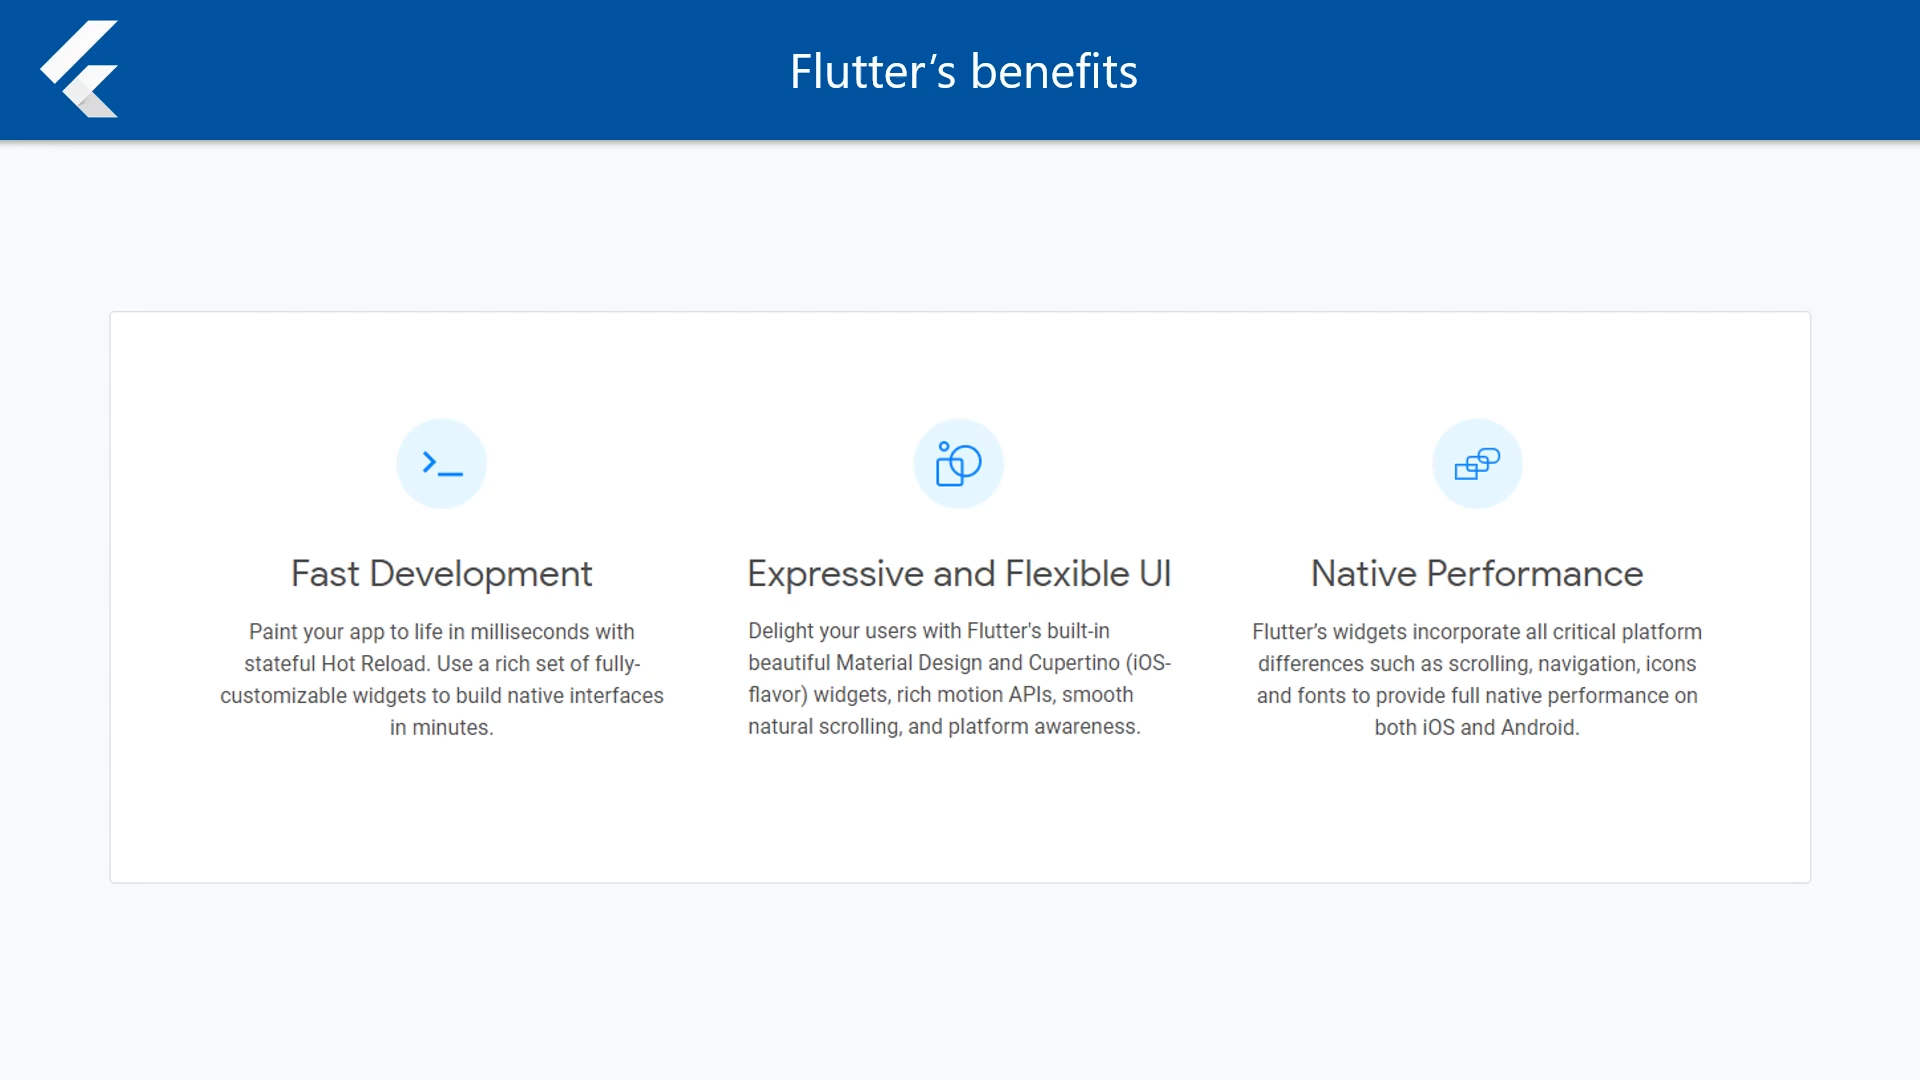 Flutter‘s benefits
Fast Development
Paint your app to life in milliseconds with
stateful Hot Reload. Use a rich set of fully-
customizable widgets to build native interfaces
in minutes.
Expressive and Flexible UI
Delight your users with Flutter's built-in
beautiful Material Design and Cupertino (iOS-
flavor) widgets, rich motion APIs, smooth
natural scrolling, and platform awareness.
Native Performance
Flutter’s widgets incorporate all critical platform
differences such as scrolling, navigation, icons
and fonts to provide full native performance on
both iOS and Android.